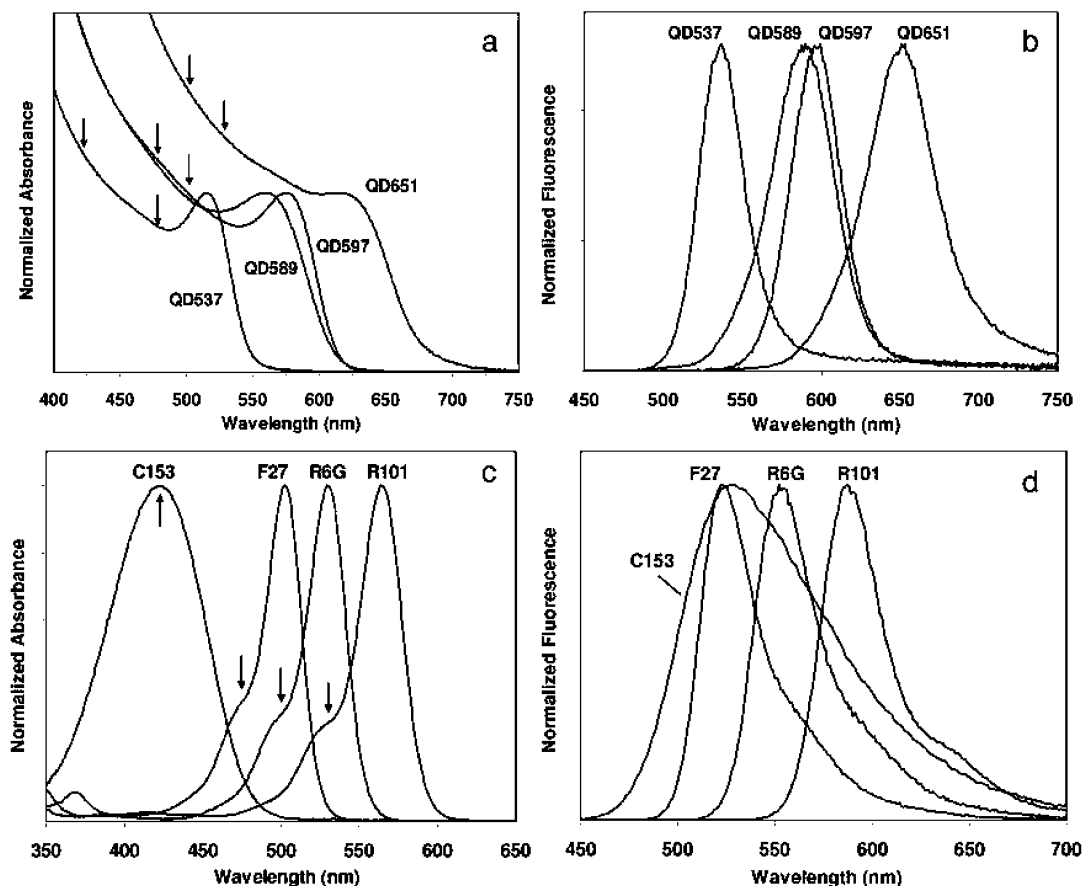 a
Normalized Absorbance
QD651
QD597
QD589
QD537
400 450 500 550 600 650 700 750
Wavelength (nm)
b
QD537 QD589 QD597 QD651
Normalized Fluorescence
450 500 550 600 650 700 750
Wavelength (nm)
c
C153 F27 R6G R101
Normalized Absorbance
350 400 450 500 550 600 650
Wavelength (nm)
d
F27 R6G R101
C153
Normalized Fluorescence
450 500 550 600 650 700
Wavelength (nm)